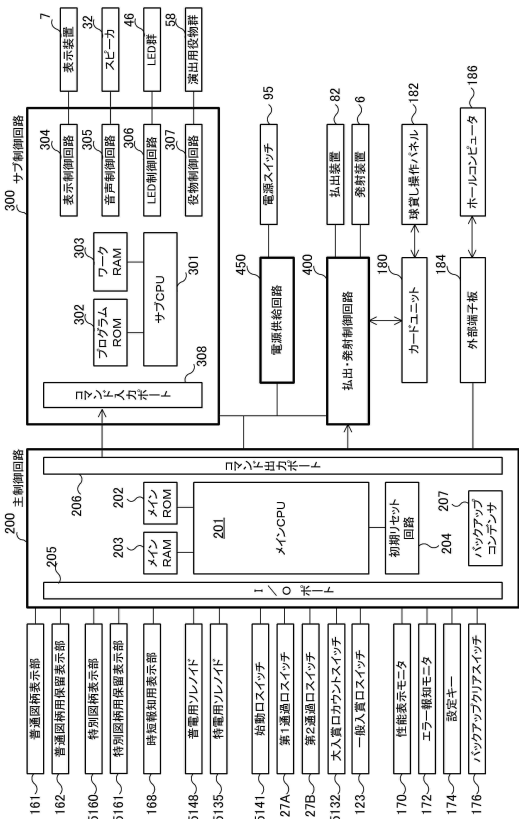 200 主制御回路
205
I/Oポート
206
コマンド出力ポート
203
メインRAM
202
メインROM
201
メインCPU
初期リセット回路
204
207
バックアップコンデンサ
161
普通図柄表示部
162
普通図柄用保留表示部
5160
特別図柄表示部
5161
特別図柄用保留表示部
168
時短報知用表示部
5148
普電用ソレノイド
5135
特電用ソレノイド
5141
始動口スイッチ
27A
第1通過口スイッチ
27B
第2通過口スイッチ
5132
大入賞口カウントスイッチ
123
一般入賞口スイッチ
170
性能表示モニタ
172
エラー報知モニタ
174
設定キー
176
バックアップクリアスイッチ
300 サブ制御回路
308
コマンド入力ポート
302
プログラムROM
303
ワークRAM
301
サブCPU
304
表示制御回路
305
音声制御回路
306
LED制御回路
307
役物制御回路
7
表示装置
32
スピーカ
46
LED群
58
演出用役物群
450
電源供給回路
95
電源スイッチ
400
払出・発射制御回路
82
払出装置
6
発射装置
180
カードユニット
182
球貸し操作パネル
184
外部端子板
186
ホールコンピュータ